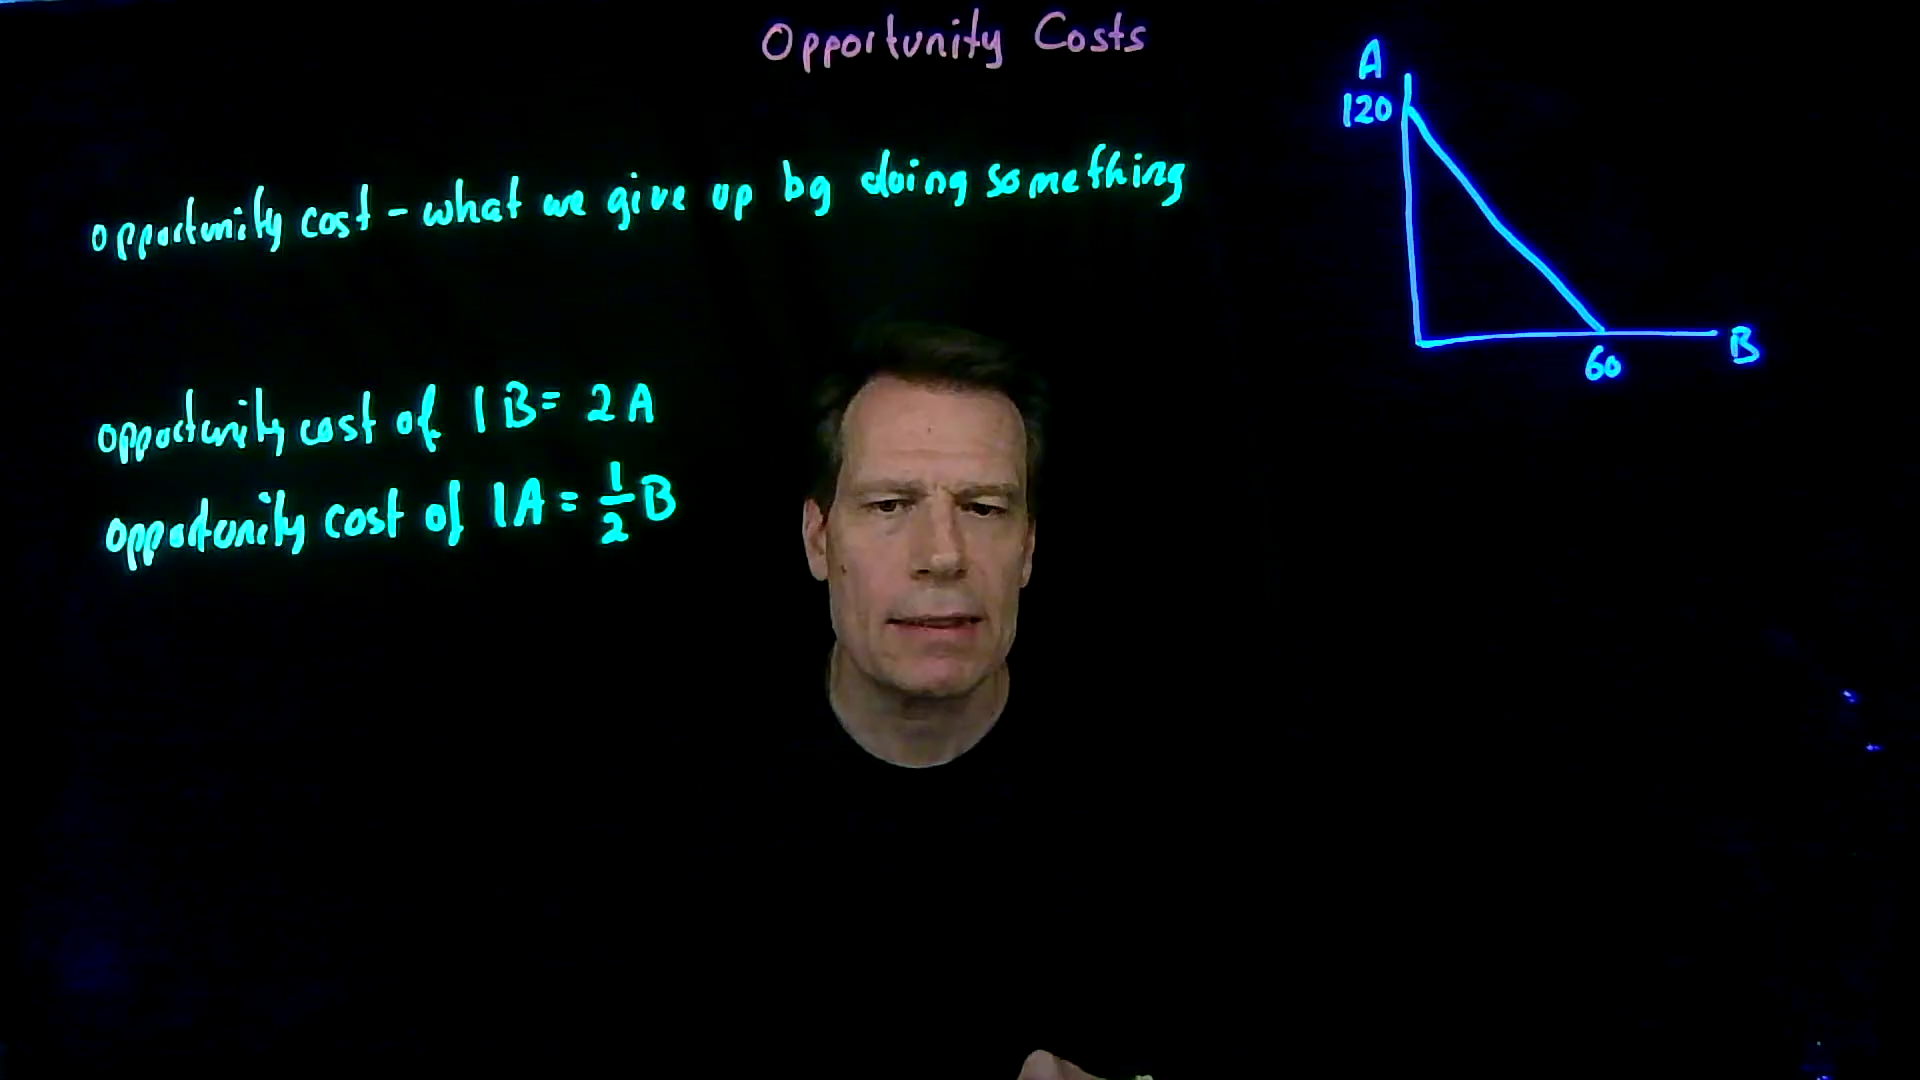 Opportunity Costs
opportunity cost - what we give up by doing something
opportunity cost of 1 B = 2 A
opportunity cost of 1A = 1/2 B
A
120
60
B